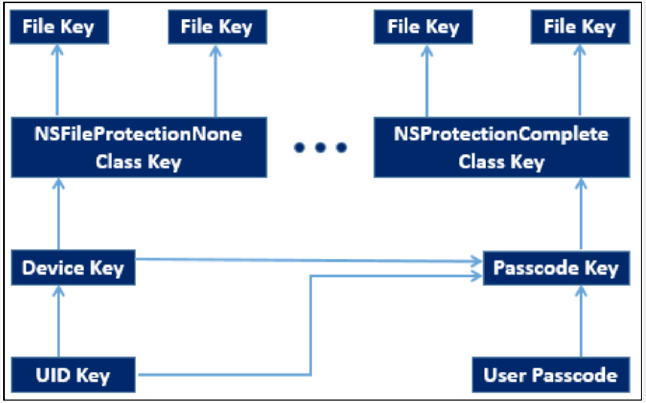 File Key
File Key
File Key
File Key
NSFileProtectionNone
Class Key
NSProtectionComplete
Class Key
Device Key
Passcode Key
UID Key
User Passcode